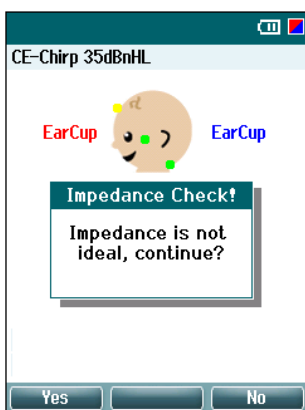 CE-Chirp 35dBnHL
EarCup EarCup
Impedance Check!
Impedance is not
ideal, continue?
Yes No